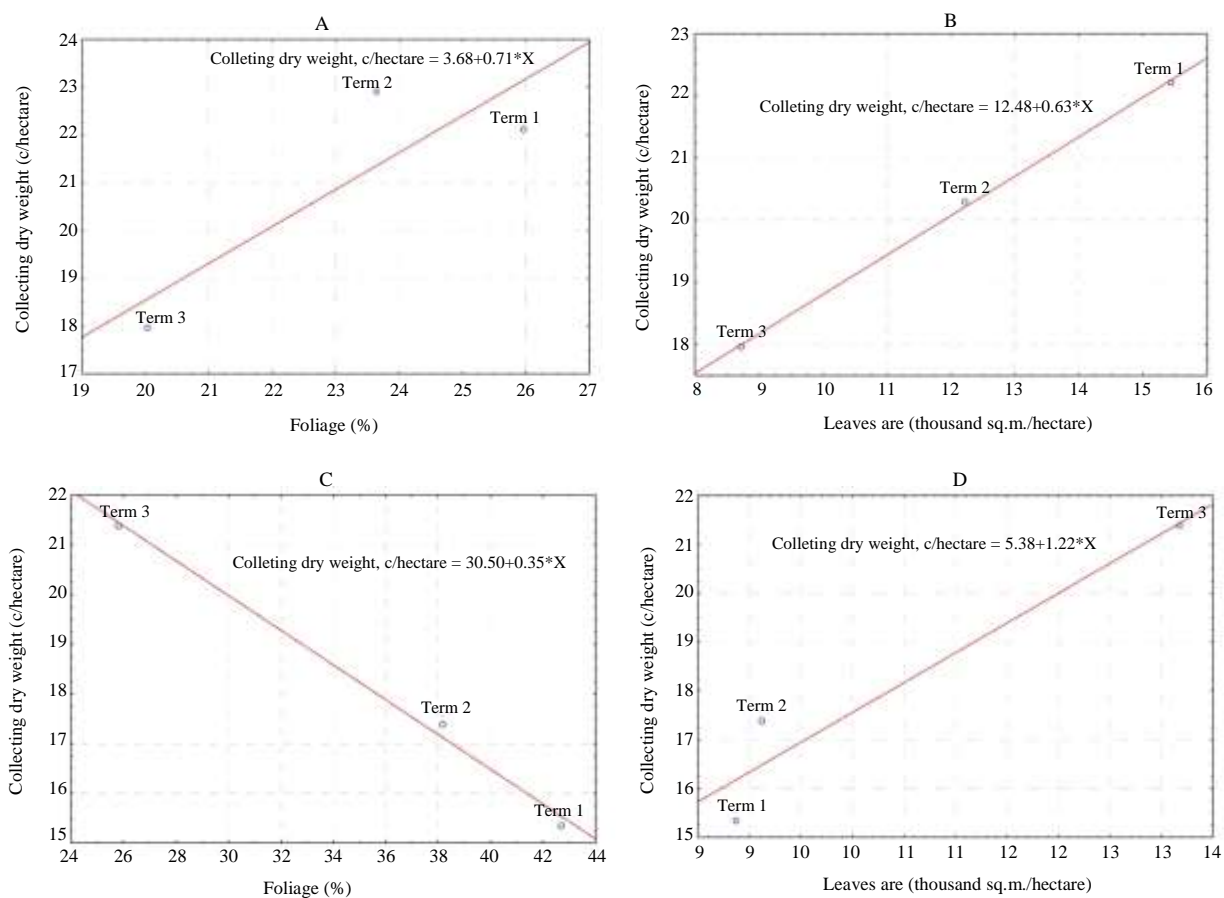 A
Collecting dry weight (c/hectare)
24
23
22
21
20
19
18
17
Colleting dry weight, c/hectare = 3.68+0.71*X
Term 2
Term 1
Term 3
19 20 21 22 23 24 25 26 27
Foliage (%)
B
Collecting dry weight (c/hectare)
23
22
21
20
18
Term 1
Colleting dry weight, c/hectare = 12.48+0.63*X
Term 2
Term 3
8 9 10 11 12 13 14 15 16
Leaves are (thousand sq.m./hectare)
C
Collecting dry weight (c/hectare)
22
21
20
19
18
17
16
15
Term 3
Colleting dry weight, c/hectare = 30.50+0.35*X
Term 2
Term 1
24 26 28 30 32 34 36 38 40 42 44
Foliage (%)
D
Collecting dry weight (c/hectare)
22
21
20
19
18
17
16
15
Term 3
Colleting dry weight, c/hectare = 5.38+1.22*X
Term 2
Term 1
9 9 10 10 11 11 12 12 13 13 14
Leaves are (thousand sq.m./hectare)